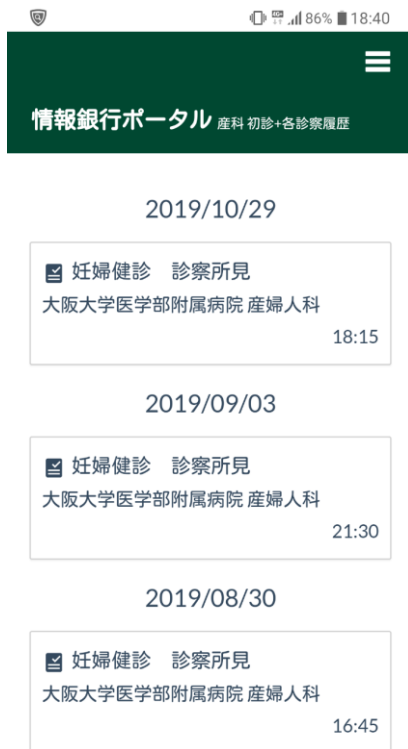 86% 18:40
情報銀行ポータル 産科 初診+各診察履歴
2019/10/29
妊婦健診　診察所見
大阪大学医学部附属病院 産婦人科
18:15
2019/09/03
妊婦健診　診察所見
大阪大学医学部附属病院 産婦人科
21:30
2019/08/30
妊婦健診　診察所見
大阪大学医学部附属病院 産婦人科
16:45